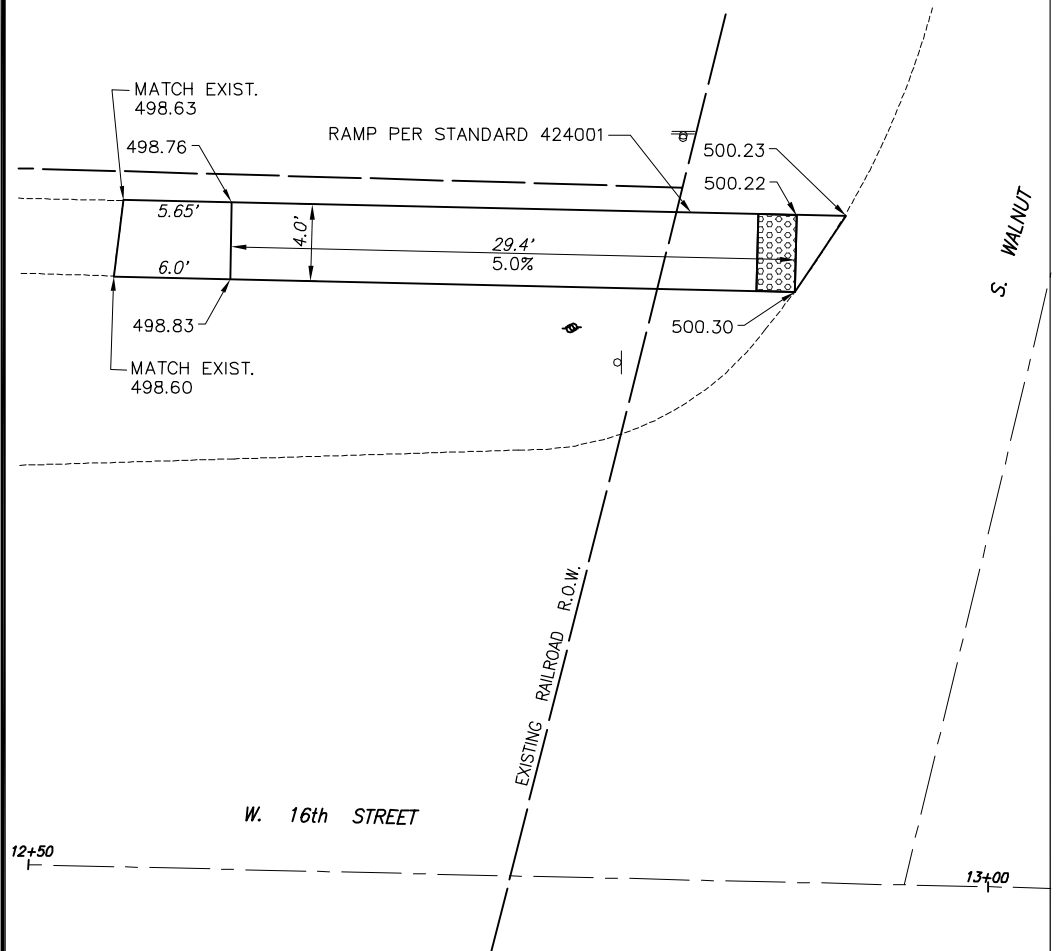 MATCH EXIST.
498.63
RAMP PER STANDARD 424001
498.76
500.23
500.22
5.65'
4.0'
29.4'
5.0%
6.0'
498.83
500.30
MATCH EXIST.
498.60
S. WALNUT
EXISTING RAILROAD R.O.W.
W. 16th STREET
12+50
13+00